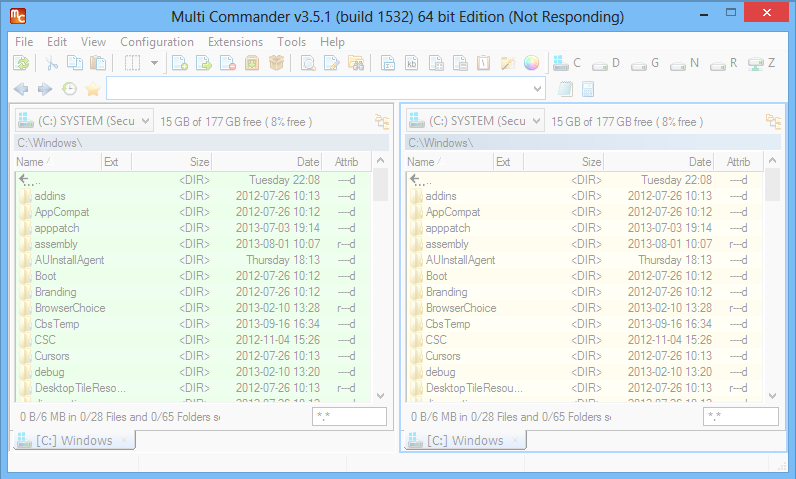 Multi Commander v3.5.1 (build 1532) 64 bit Edition (Not Responding)
File Edit View Configuration Extensions Tools Help
C D G N R Z
(C:) SYSTEM (Secu 15 GB of 177 GB free ( 8% free )
C:\Windows\
Name Ext Size Date Attrib
.. <DIR> Tuesday 22:08 ----d
addins <DIR> 2012-07-26 10:13 ----d
AppCompat <DIR> 2012-07-26 10:12 ----d
apppatch <DIR> 2013-07-03 19:14 ----d
assembly <DIR> 2013-08-01 10:07 r---d
AUInstallAgent <DIR> Thursday 18:13 ----d
Boot <DIR> 2012-07-26 10:12 ----d
Branding <DIR> 2012-07-26 10:12 ----d
BrowserChoice <DIR> 2013-02-10 13:28 r---d
CbsTemp <DIR> 2013-09-16 16:34 ----d
CSC <DIR> 2012-11-04 15:26 ----d
Cursors <DIR> 2012-07-26 10:13 ----d
debug <DIR> 2013-02-10 13:20 ----d
DesktopTileResou... <DIR> 2012-07-26 10:13 r---d
0 B/6 MB in 0/28 Files and 0/65 Folders se *.*
[C:] Windows
(C:) SYSTEM (Secu 15 GB of 177 GB free ( 8% free )
C:\Windows\
Name Ext Size Date Attrib
.. <DIR> Tuesday 22:08 ----d
addins <DIR> 2012-07-26 10:13 ----d
AppCompat <DIR> 2012-07-26 10:12 ----d
apppatch <DIR> 2013-07-03 19:14 ----d
assembly <DIR> 2013-08-01 10:07 r---d
AUInstallAgent <DIR> Thursday 18:13 ----d
Boot <DIR> 2012-07-26 10:12 ----d
Branding <DIR> 2012-07-26 10:12 ----d
BrowserChoice <DIR> 2013-02-10 13:28 r---d
CbsTemp <DIR> 2013-09-16 16:34 ----d
CSC <DIR> 2012-11-04 15:26 ----d
Cursors <DIR> 2012-07-26 10:13 ----d
debug <DIR> 2013-02-10 13:20 ----d
DesktopTileResou... <DIR> 2012-07-26 10:13 r---d
0 B/6 MB in 0/28 Files and 0/65 Folders se *.*
[C:] Windows